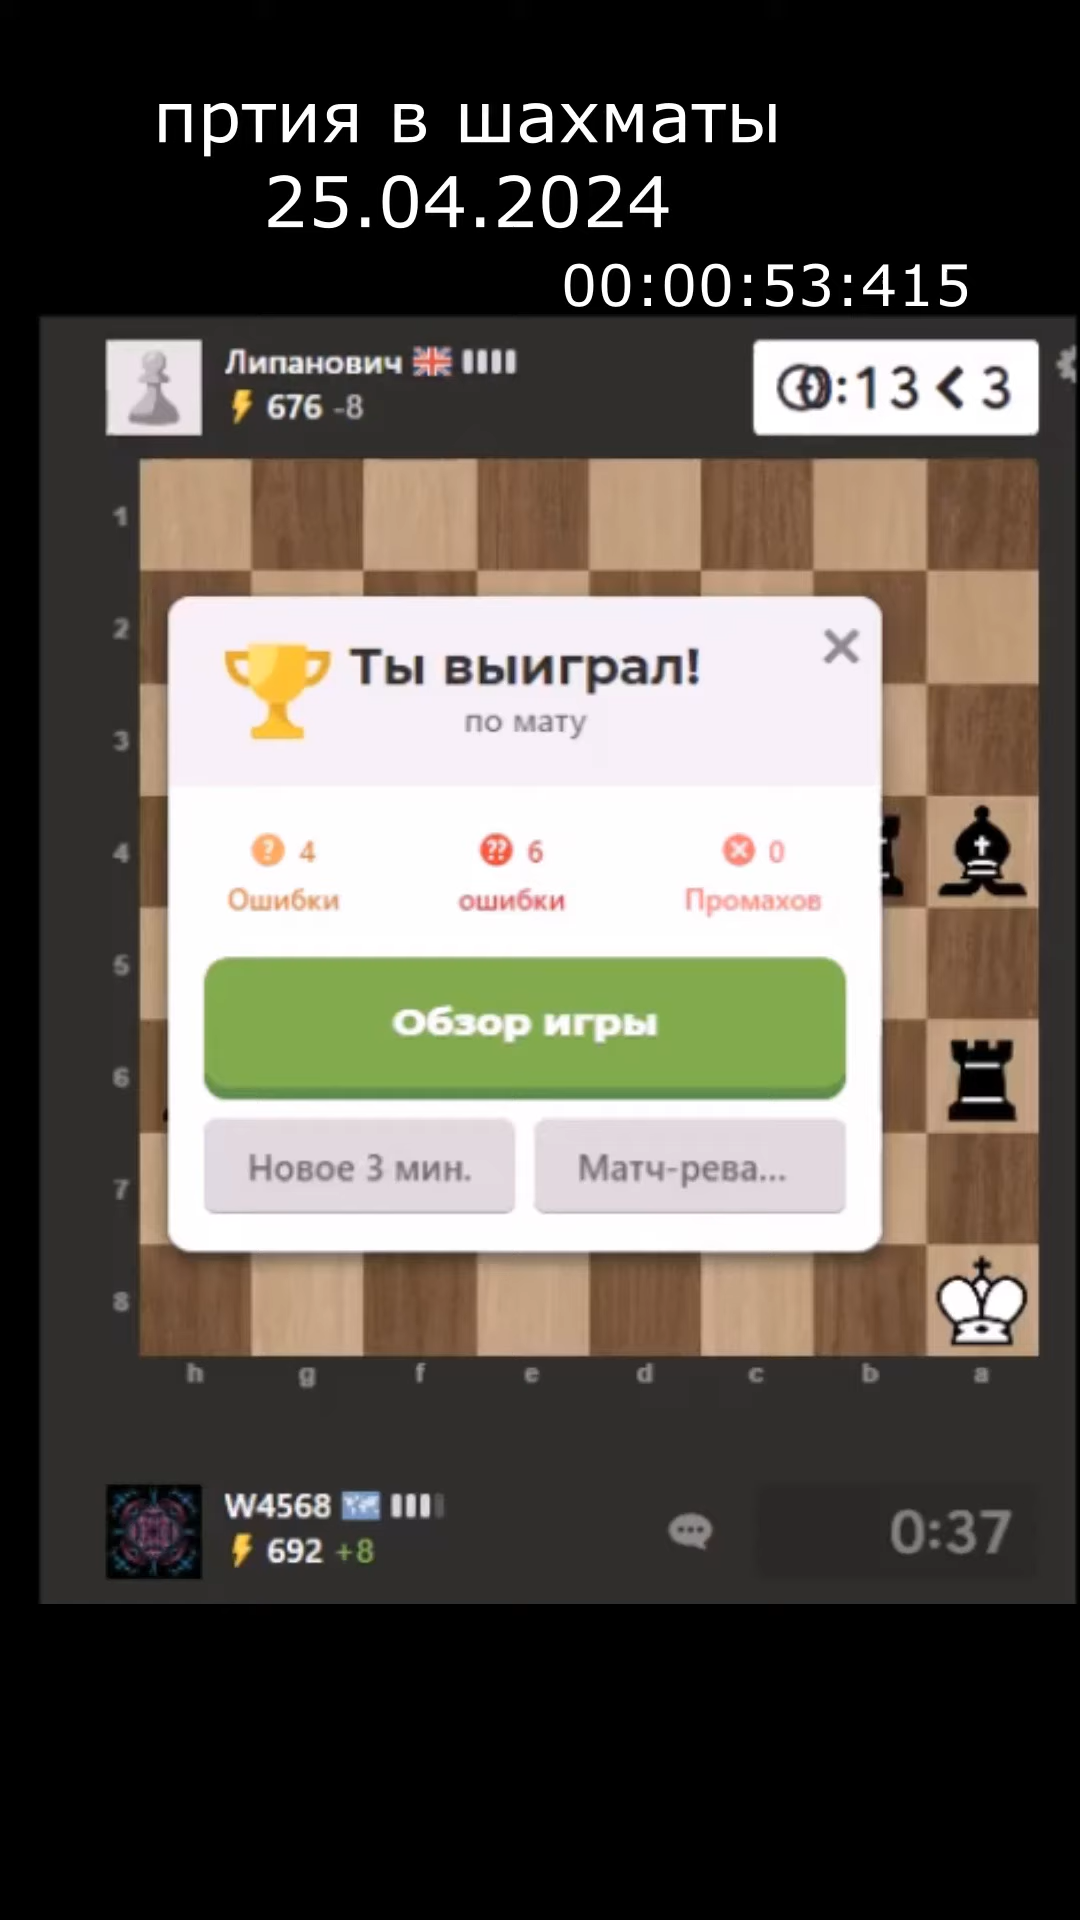 пртия в шахматы
25.04.2024
00:00:53:415
Липанович
676 -8
0:13 < 3
1
2
Ты выиграл!
по мату
3
4
? 4
?? 6
0
Ошибки
ошибки
Промахов
5
Обзор игры
6
Новое 3 мин.
Матч-рева...
7
8
h g f e d c b a
W4568
692 +8
0:37